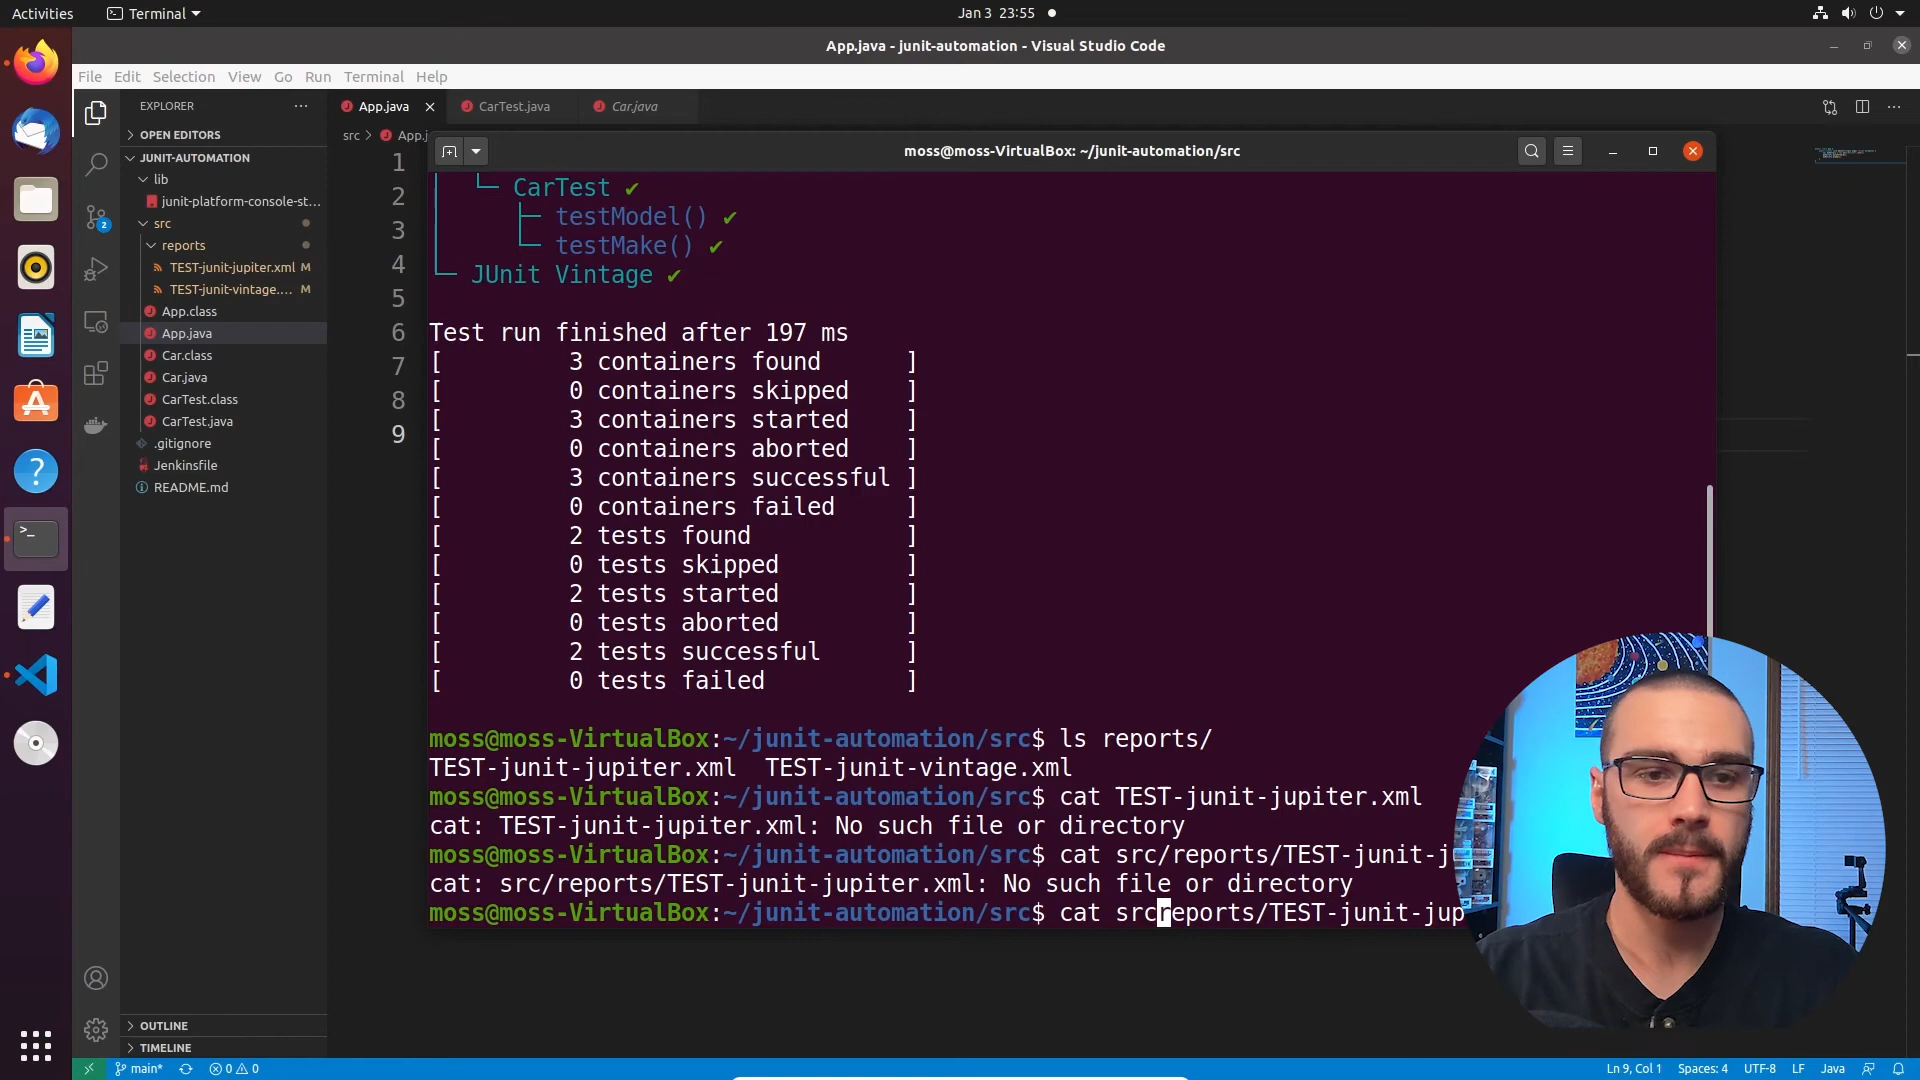 Activities
Terminal
Jan 3 23:55
App.java - junit-automation - Visual Studio Code
File Edit Selection View Go Run Terminal Help
EXPLORER
App.java
CarTest.java
Car.java
OPEN EDITORS
src > App.j
JUNIT-AUTOMATION
lib
junit-platform-console-st...
src
reports
TEST-junit-jupiter.xml M
TEST-junit-vintage.... M
App.class
App.java
Car.class
Car.java
CarTest.class
CarTest.java
.gitignore
Jenkinsfile
README.md
OUTLINE
TIMELINE
1
2
3
4
5
6
7
8
9
moss@moss-VirtualBox: ~/junit-automation/src
CarTest ✔
testModel() ✔
testMake() ✔
JUnit Vintage ✔
Test run finished after 197 ms
[ 3 containers found ]
[ 0 containers skipped ]
[ 3 containers started ]
[ 0 containers aborted ]
[ 3 containers successful ]
[ 0 containers failed ]
[ 2 tests found ]
[ 0 tests skipped ]
[ 2 tests started ]
[ 0 tests aborted ]
[ 2 tests successful ]
[ 0 tests failed ]
moss@moss-VirtualBox:~/junit-automation/src$ ls reports/
TEST-junit-jupiter.xml TEST-junit-vintage.xml
moss@moss-VirtualBox:~/junit-automation/src$ cat TEST-junit-jupiter.xml
cat: TEST-junit-jupiter.xml: No such file or directory
moss@moss-VirtualBox:~/junit-automation/src$ cat src/reports/TEST-junit-j
cat: src/reports/TEST-junit-jupiter.xml: No such file or directory
moss@moss-VirtualBox:~/junit-automation/src$ cat srcreports/TEST-junit-jup
2
main*
0 0
Ln 9, Col 1
Spaces: 4
UTF-8
LF
Java